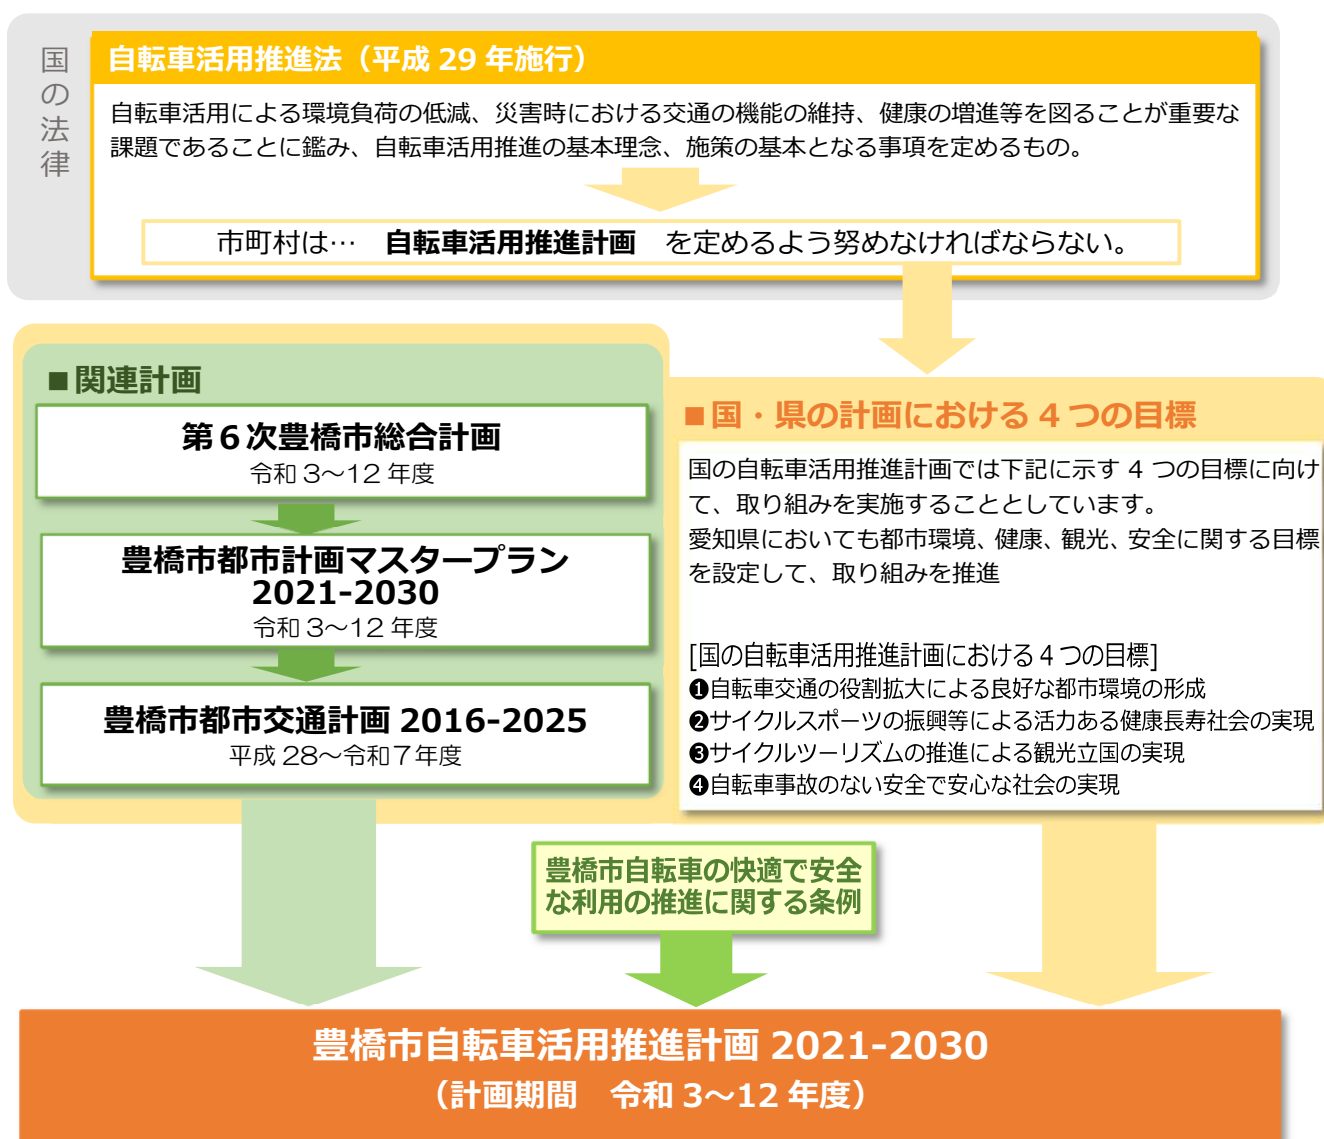 国の法律
自転車活用推進法（平成 29 年施行）
自転車活用による環境負荷の低減、災害時における交通の機能の維持、健康の増進等を図ることが重要な
課題であることに鑑み、自転車活用推進の基本理念、施策の基本となる事項を定めるもの。
市町村は… 自転車活用推進計画 を定めるよう努めなければならない。
■関連計画
第６次豊橋市総合計画
令和 3～12 年度
豊橋市都市計画マスタープラン
2021-2030
令和 3～12 年度
豊橋市都市交通計画 2016-2025
平成 28～令和７年度
■国・県の計画における 4 つの目標
国の自転車活用推進計画では下記に示す 4 つの目標に向け
て、取り組みを実施することとしています。
愛知県においても都市環境、健康、観光、安全に関する目標
を設定して、取り組みを推進
[国の自転車活用推進計画における 4 つの目標]
❶自転車交通の役割拡大による良好な都市環境の形成
❷サイクルスポーツの振興等による活力ある健康長寿社会の実現
❸サイクルツーリズムの推進による観光立国の実現
❹自転車事故のない安全で安心な社会の実現
豊橋市自転車の快適で安全
な利用の推進に関する条例
豊橋市自転車活用推進計画 2021-2030
（計画期間　令和 3～12 年度）